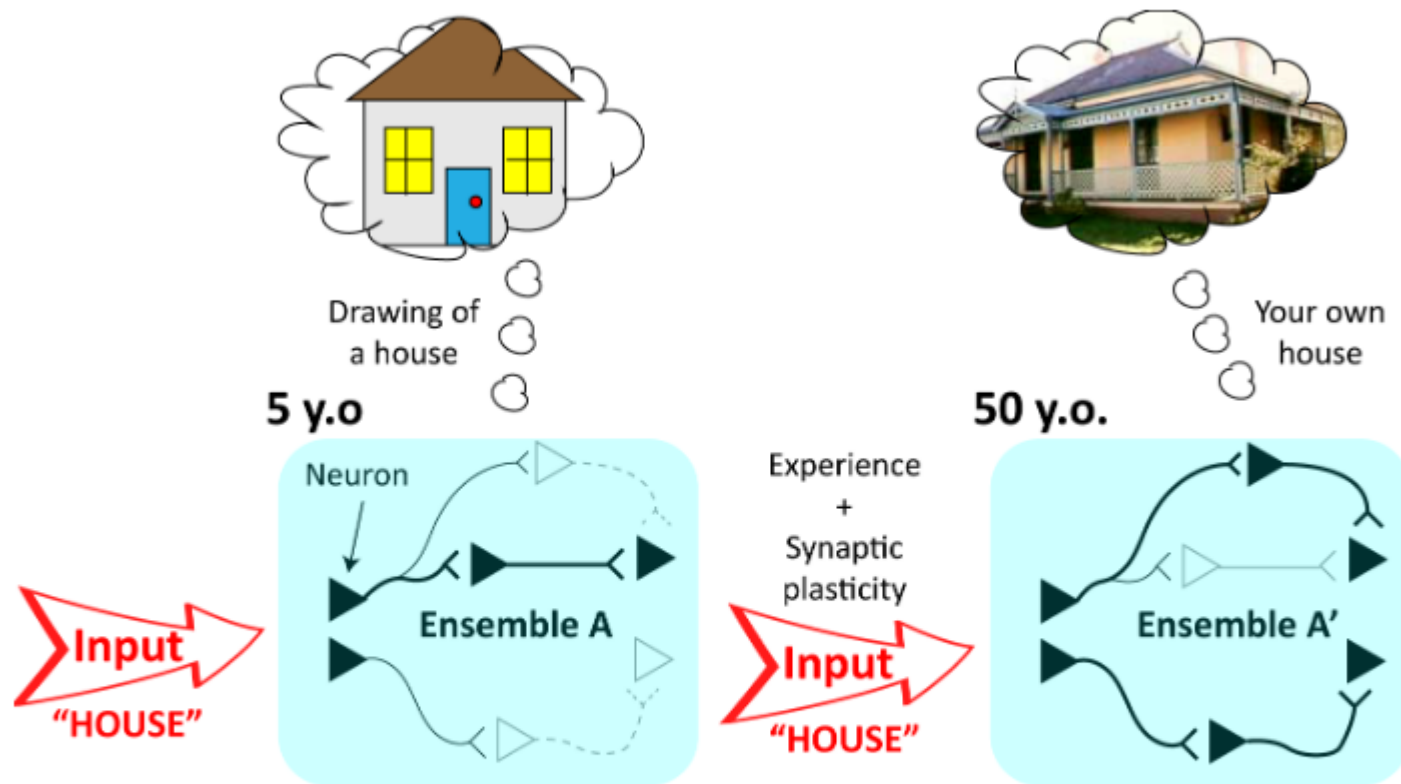 Drawing of
a house
5 y.o
Neuron
Ensemble A
Input
“HOUSE”
Experience
+
Synaptic
plasticity
Input
“HOUSE”
Your own
house
50 y.o.
Ensemble A’